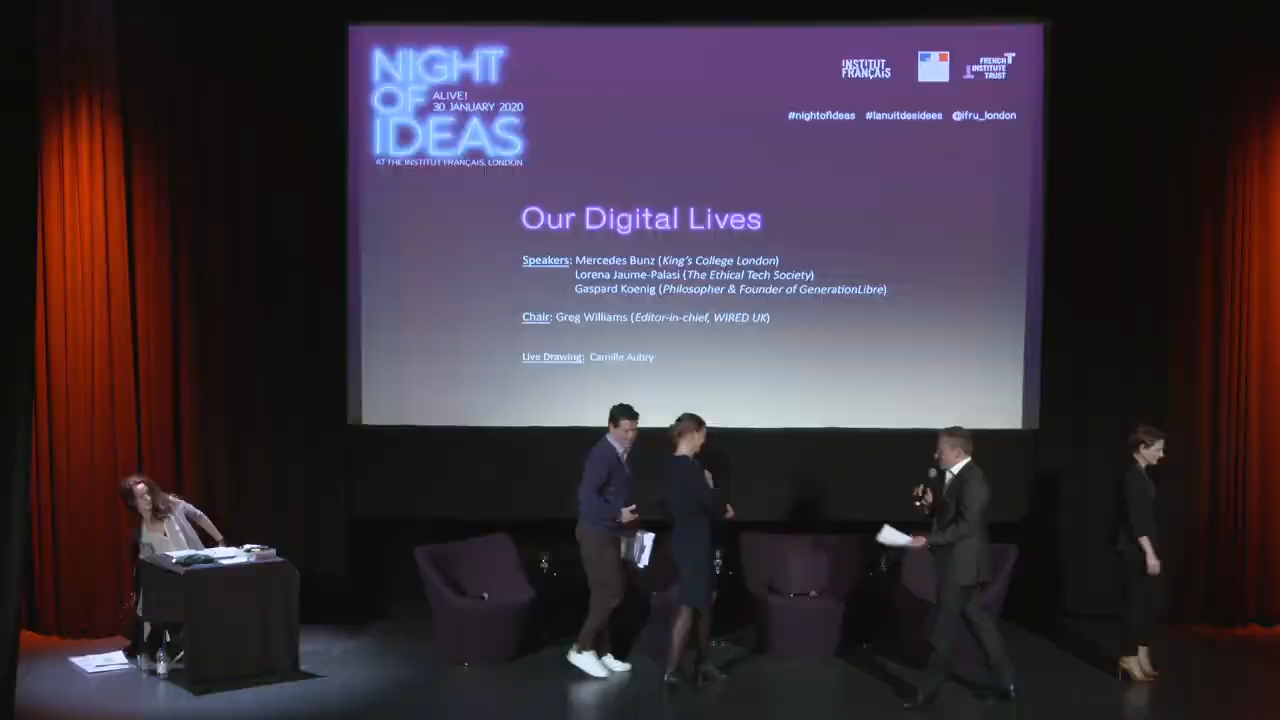 NIGHT
OF
ALIVE!
30 JANUARY 2020
IDEAS
AT THE INSTITUT FRANÇAIS, LONDON
INSTITUT
FRANÇAIS
FRENCH
INSTITUTE
TRUST
#nightofideas #lanuitdesidees @ifru_london
Our Digital Lives
Speakers: Mercedes Bunz (King's College London)
Lorena Jaume-Palasi (The Ethical Tech Society)
Gaspard Koenig (Philosopher & Founder of GenerationLibre)
Chair: Greg Williams (Editor-in-chief, WIRED UK)
Live Drawing: Camille Aubry